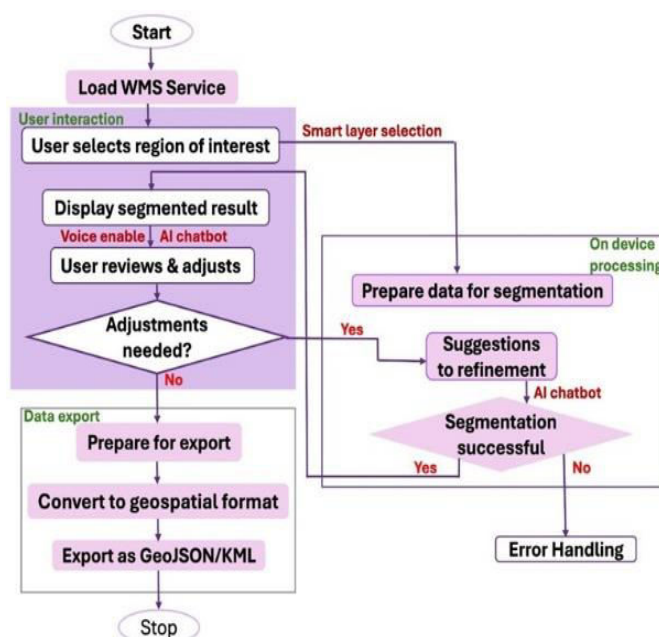 Start
Load WMS Service
User interaction
User selects region of interest
Smart layer selection
Display segmented result
Voice enable AI chatbot
User reviews & adjusts
On device
processing
Prepare data for segmentation
Adjustments
needed?
Yes
Suggestions
to refinement
AI chatbot
No
Segmentation
successful
Yes
No
Error Handling
Data export
Prepare for export
Convert to geospatial format
Export as GeoJSON/KML
Stop